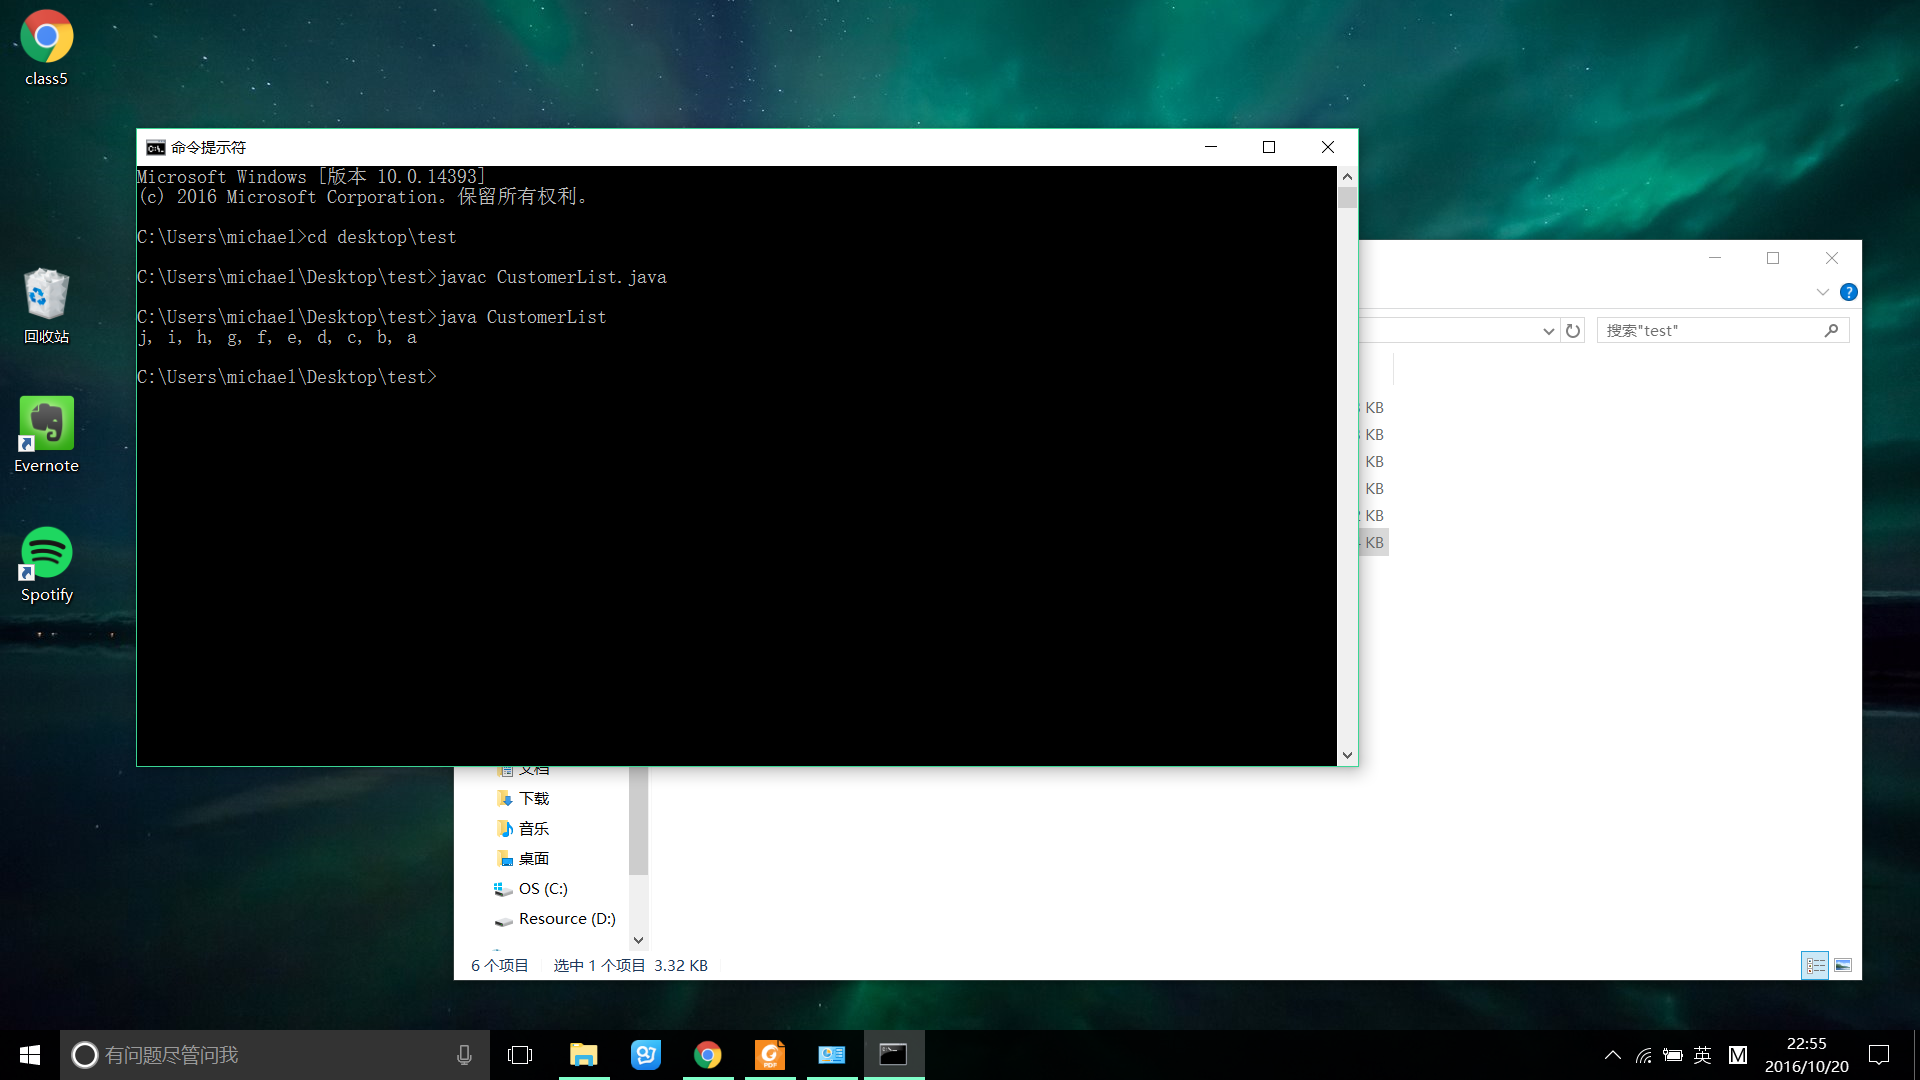 class5
回收站
Evernote
Spotify
命令提示符
Microsoft Windows [版本 10.0.14393]
(c) 2016 Microsoft Corporation。保留所有权利。
C:\Users\michael>cd desktop\test
C:\Users\michael\Desktop\test>javac CustomerList.java
C:\Users\michael\Desktop\test>java CustomerList
j, i, h, g, f, e, d, c, b, a
C:\Users\michael\Desktop\test>
搜索"test"
KB
KB
KB
KB
2 KB
KB
文档
下载
音乐
桌面
OS (C:)
Resource (D:)
6 个项目 选中 1 个项目 3.32 KB
有问题尽管问我
PDF
英
M
22:55
2016/10/20